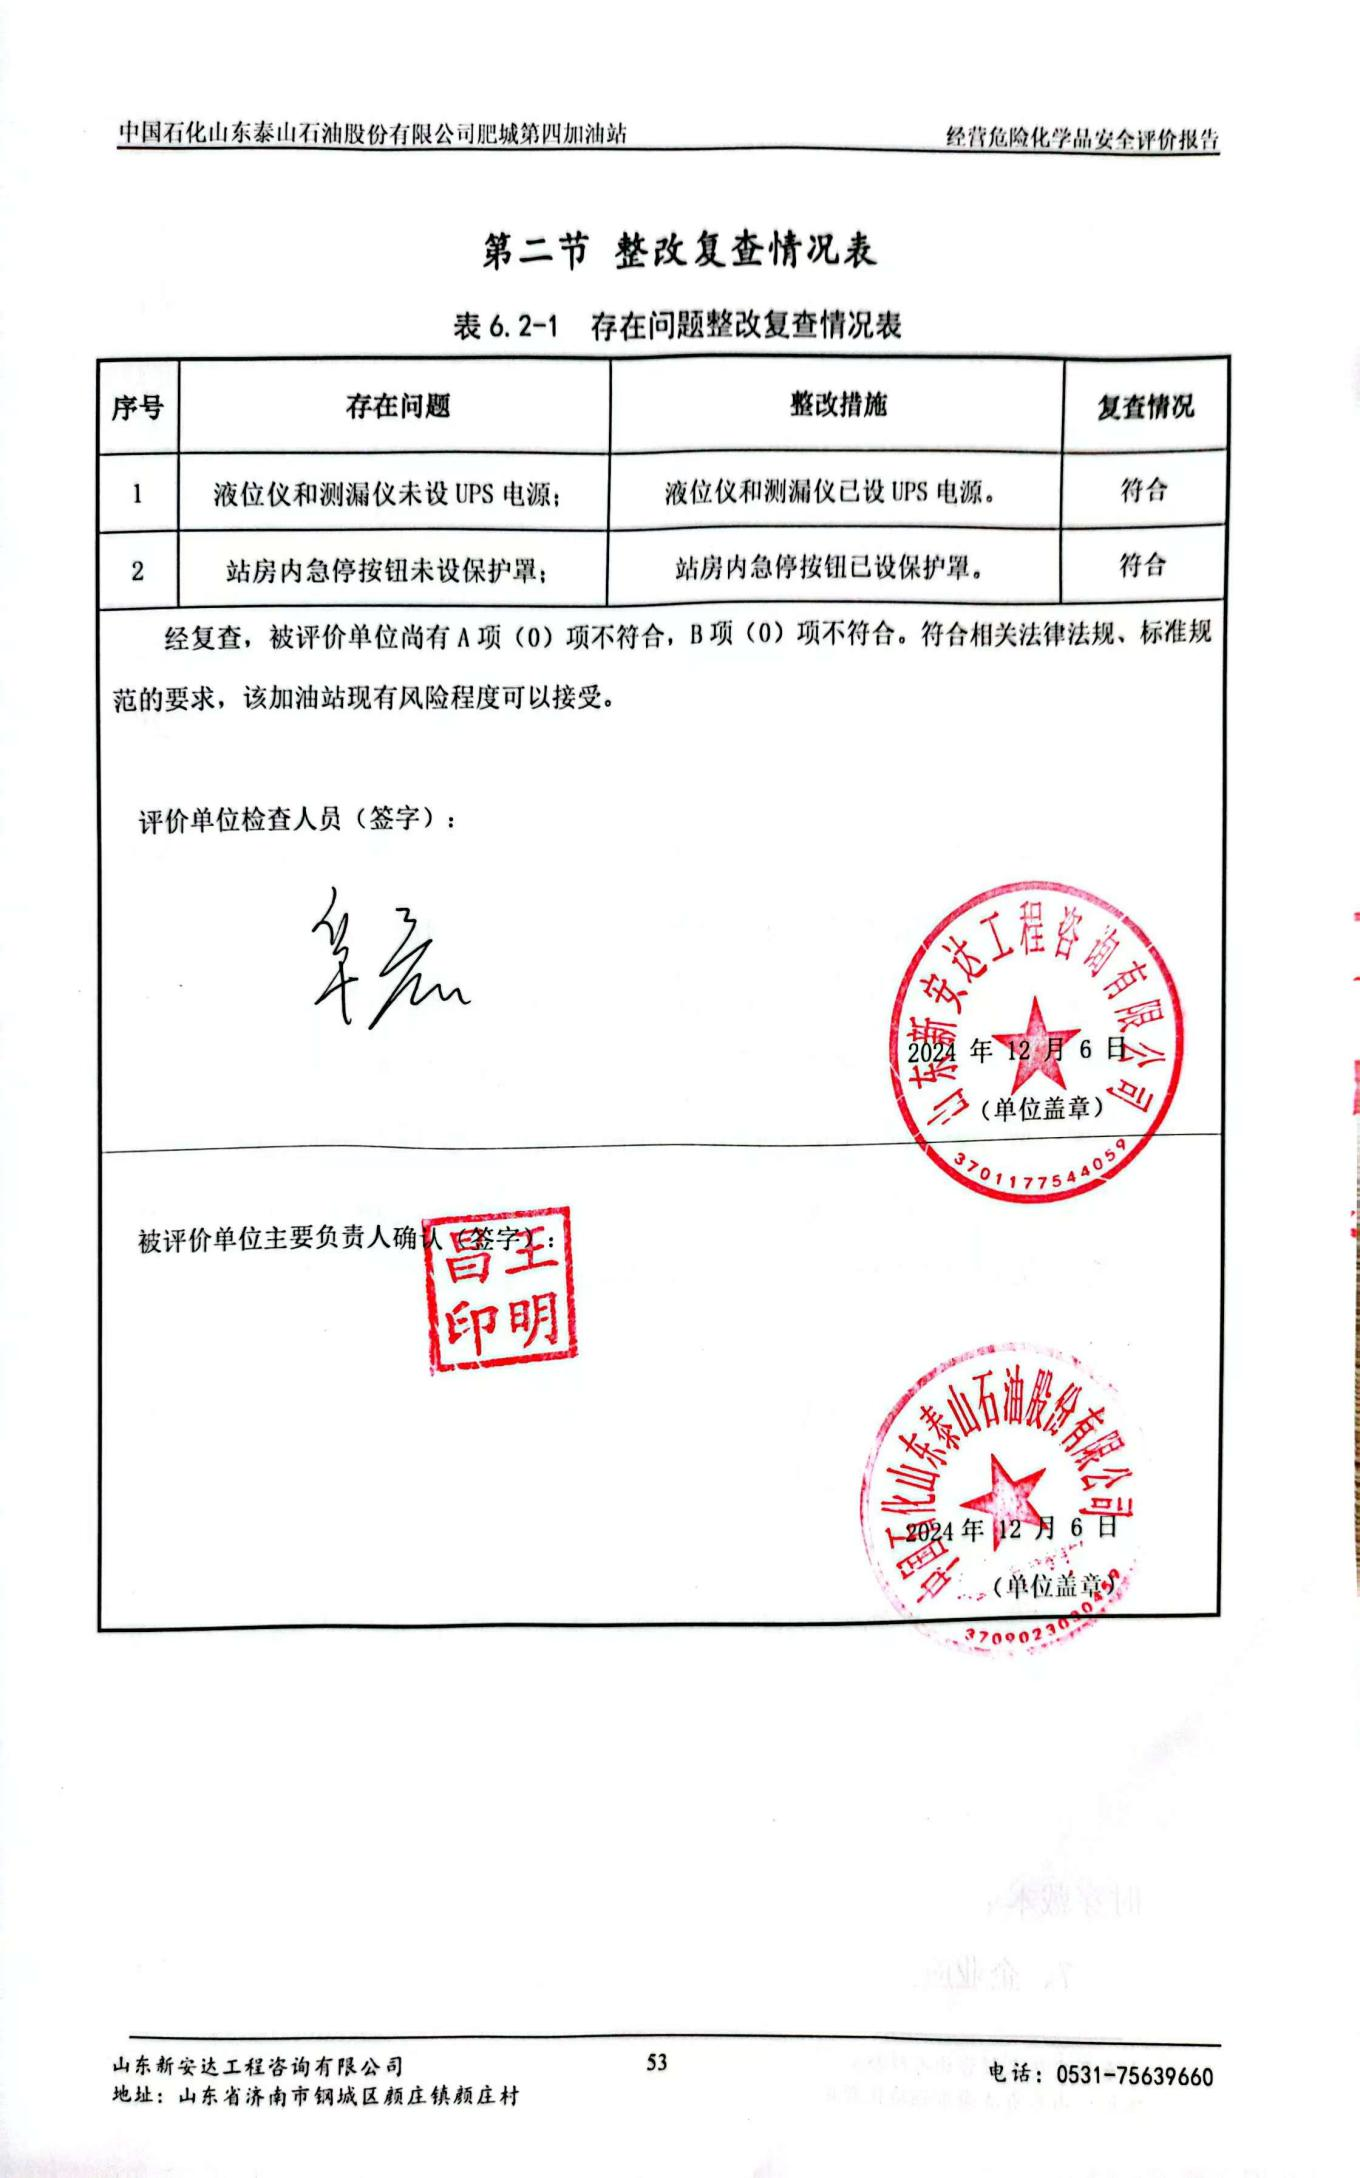 中国石化山东泰山石油股份有限公司肥城第四加油站 经营危险化学品安全评价报告
第二节 整改复查情况表
表 6.2-1 存在问题整改复查情况表
序号 存在问题 整改措施 复查情况
1 液位仪和测漏仪未设 UPS 电源； 液位仪和测漏仪已设 UPS 电源。 符合
2 站房内急停按钮未设保护罩； 站房内急停按钮已设保护罩。 符合
经复查，被评价单位尚有 A 项（0）项不符合，B 项（0）项不符合。符合相关法律法规、标准规
范的要求，该加油站现有风险程度可以接受。
评价单位检查人员（签字）：
山东新安达工程咨询有限公司
2024 年 12 月 6 日
（单位盖章）
3701177544059
被评价单位主要负责人确认（签字）：
王明昌印
中国石化山东泰山石油股份有限公司
2024 年 12 月 6 日
（单位盖章）
3709023030459
山东新安达工程咨询有限公司 53 电话：0531-75639660
地址：山东省济南市钢城区颜庄镇颜庄村